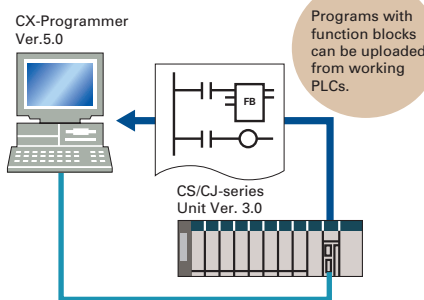 CX-Programmer
Ver.5.0
Programs with
function blocks
can be uploaded
from working
PLCs.
FB
CS/CJ-series
Unit Ver. 3.0